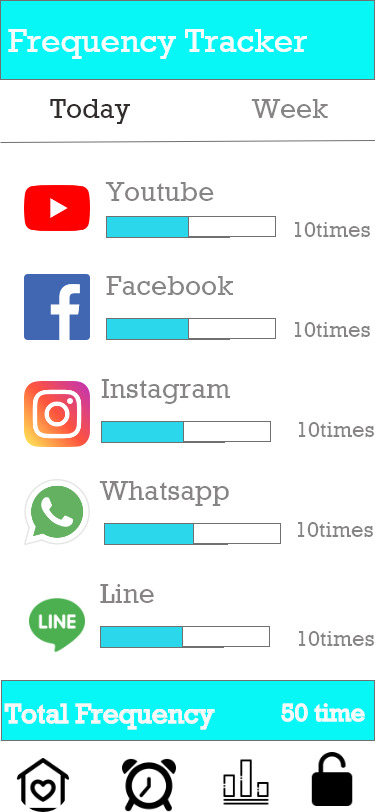 Frequency Tracker
Today Week
Youtube
10times
Facebook
10times
Instagram
10times
Whatsapp
10times
LINE
Line
10times
Total Frequency 50 time